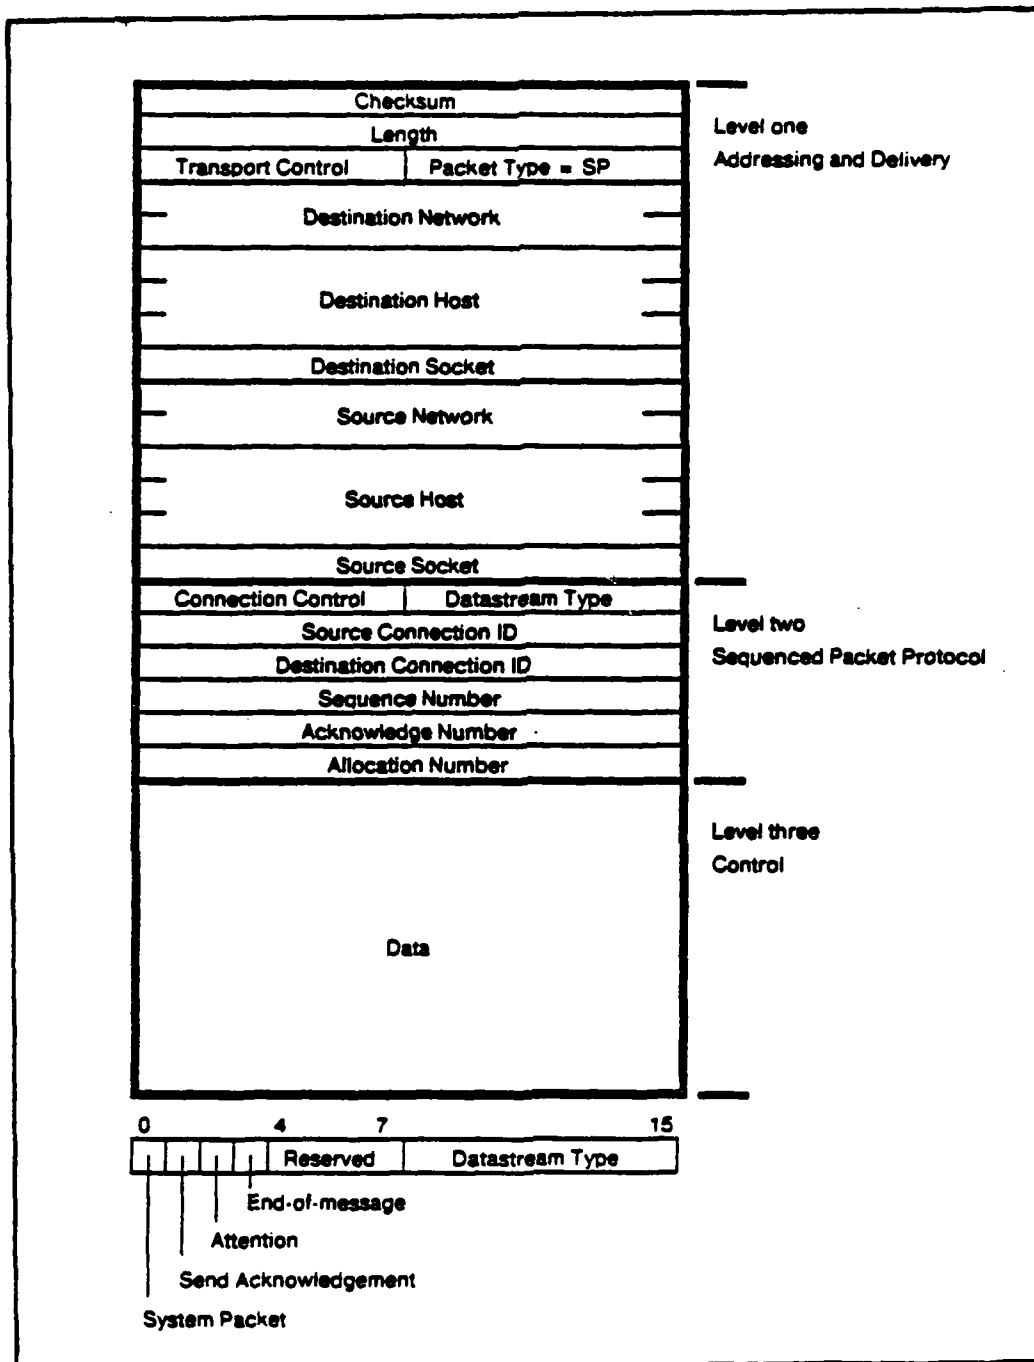 Checksum
Length
Transport Control Packet Type = SP
Destination Network
Destination Host
Destination Socket
Source Network
Source Host
Source Socket
Connection Control Datastream Type
Source Connection ID
Destination Connection ID
Sequence Number
Acknowledge Number
Allocation Number
Data
Level one
Addressing and Delivery
Level two
Sequenced Packet Protocol
Level three
Control
0 4 7 15
Reserved Datastream Type
End-of-message
Attention
Send Acknowledgement
System Packet